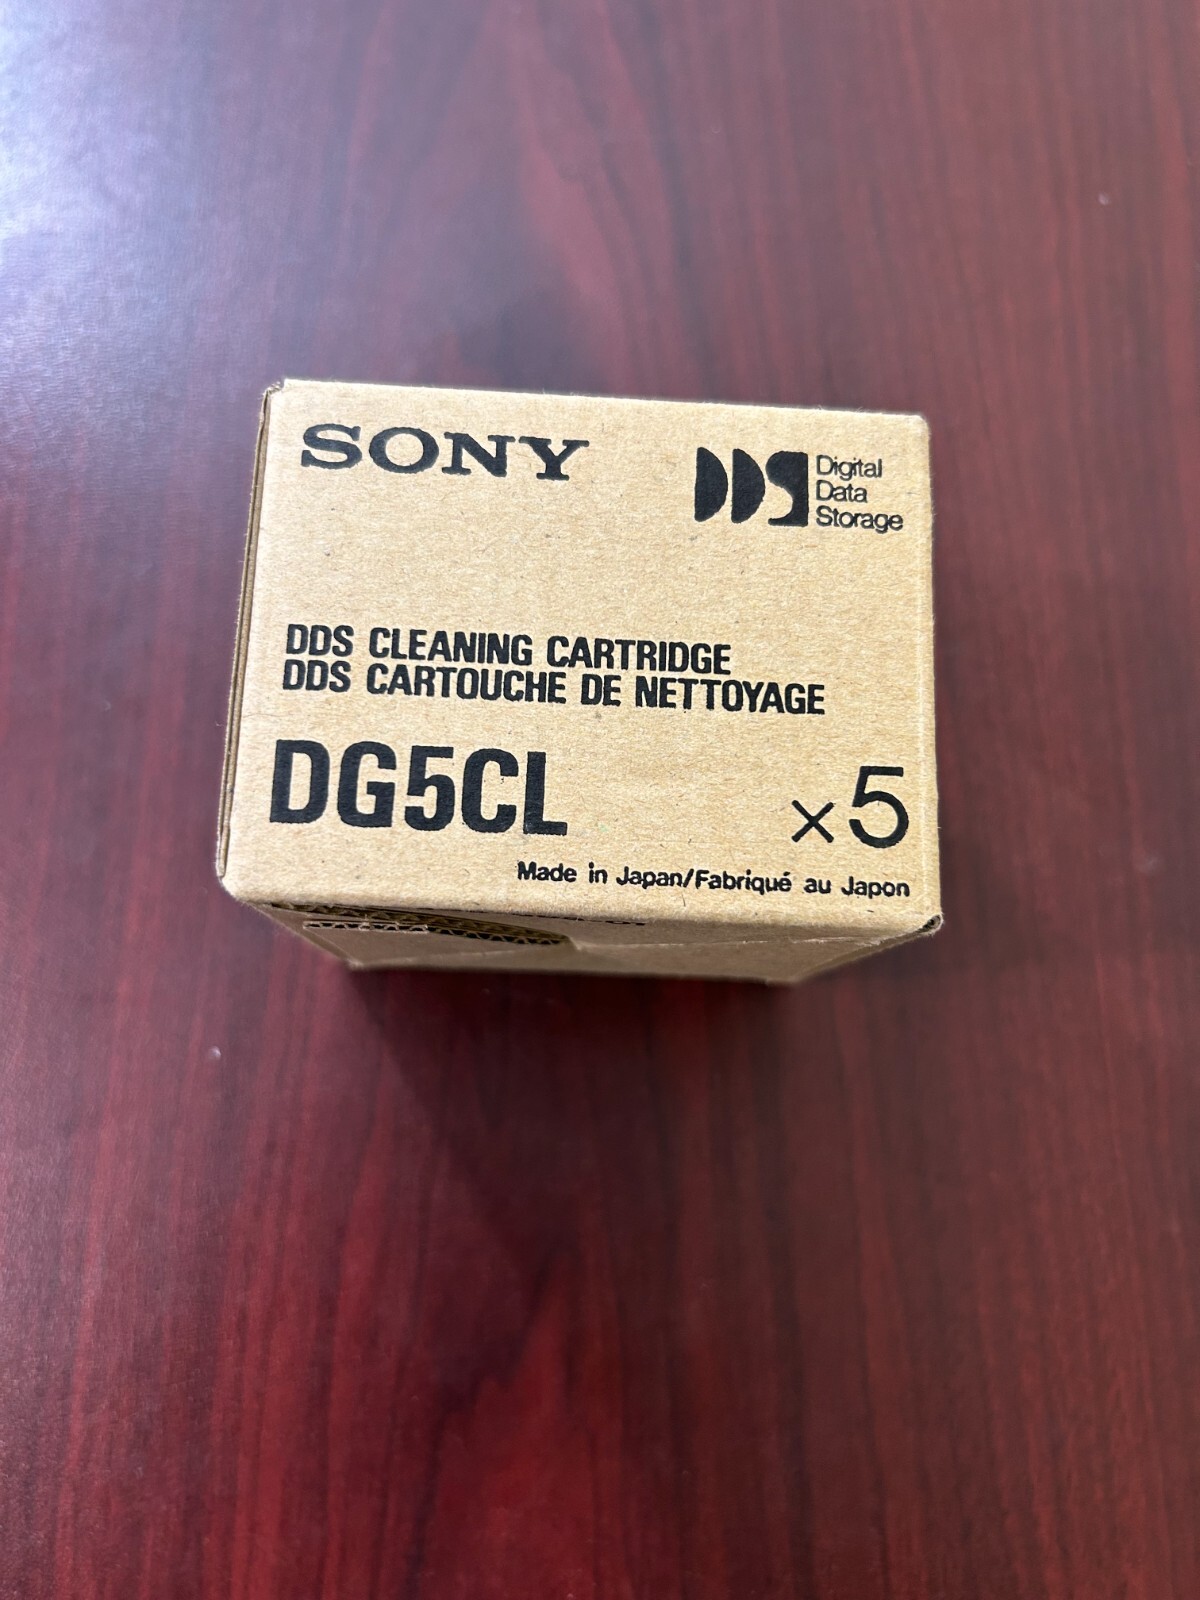 SONY
DDS Digital
Data
Storage
DDS CLEANING CARTRIDGE
DDS CARTOUCHE DE NETTOYAGE
DG5CL ×5
Made in Japan/Fabriqué au Japon